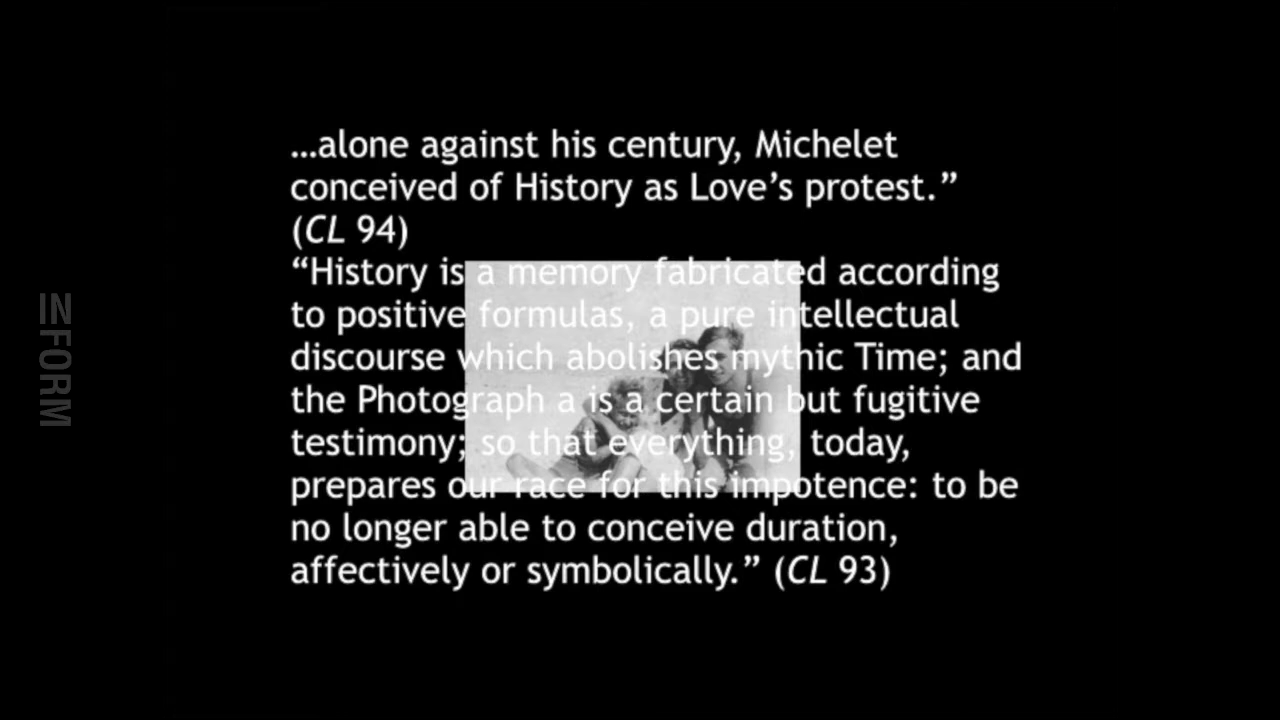 …alone against his century, Michelet
conceived of History as Love’s protest.”
(CL 94)
“History is a memory fabricated according
to positive formulas, a pure intellectual
discourse which abolishes mythic Time; and
the Photograph a is a certain but fugitive
testimony; so that everything, today,
prepares our race for this impotence: to be
no longer able to conceive duration,
affectively or symbolically.” (CL 93)
INFORM